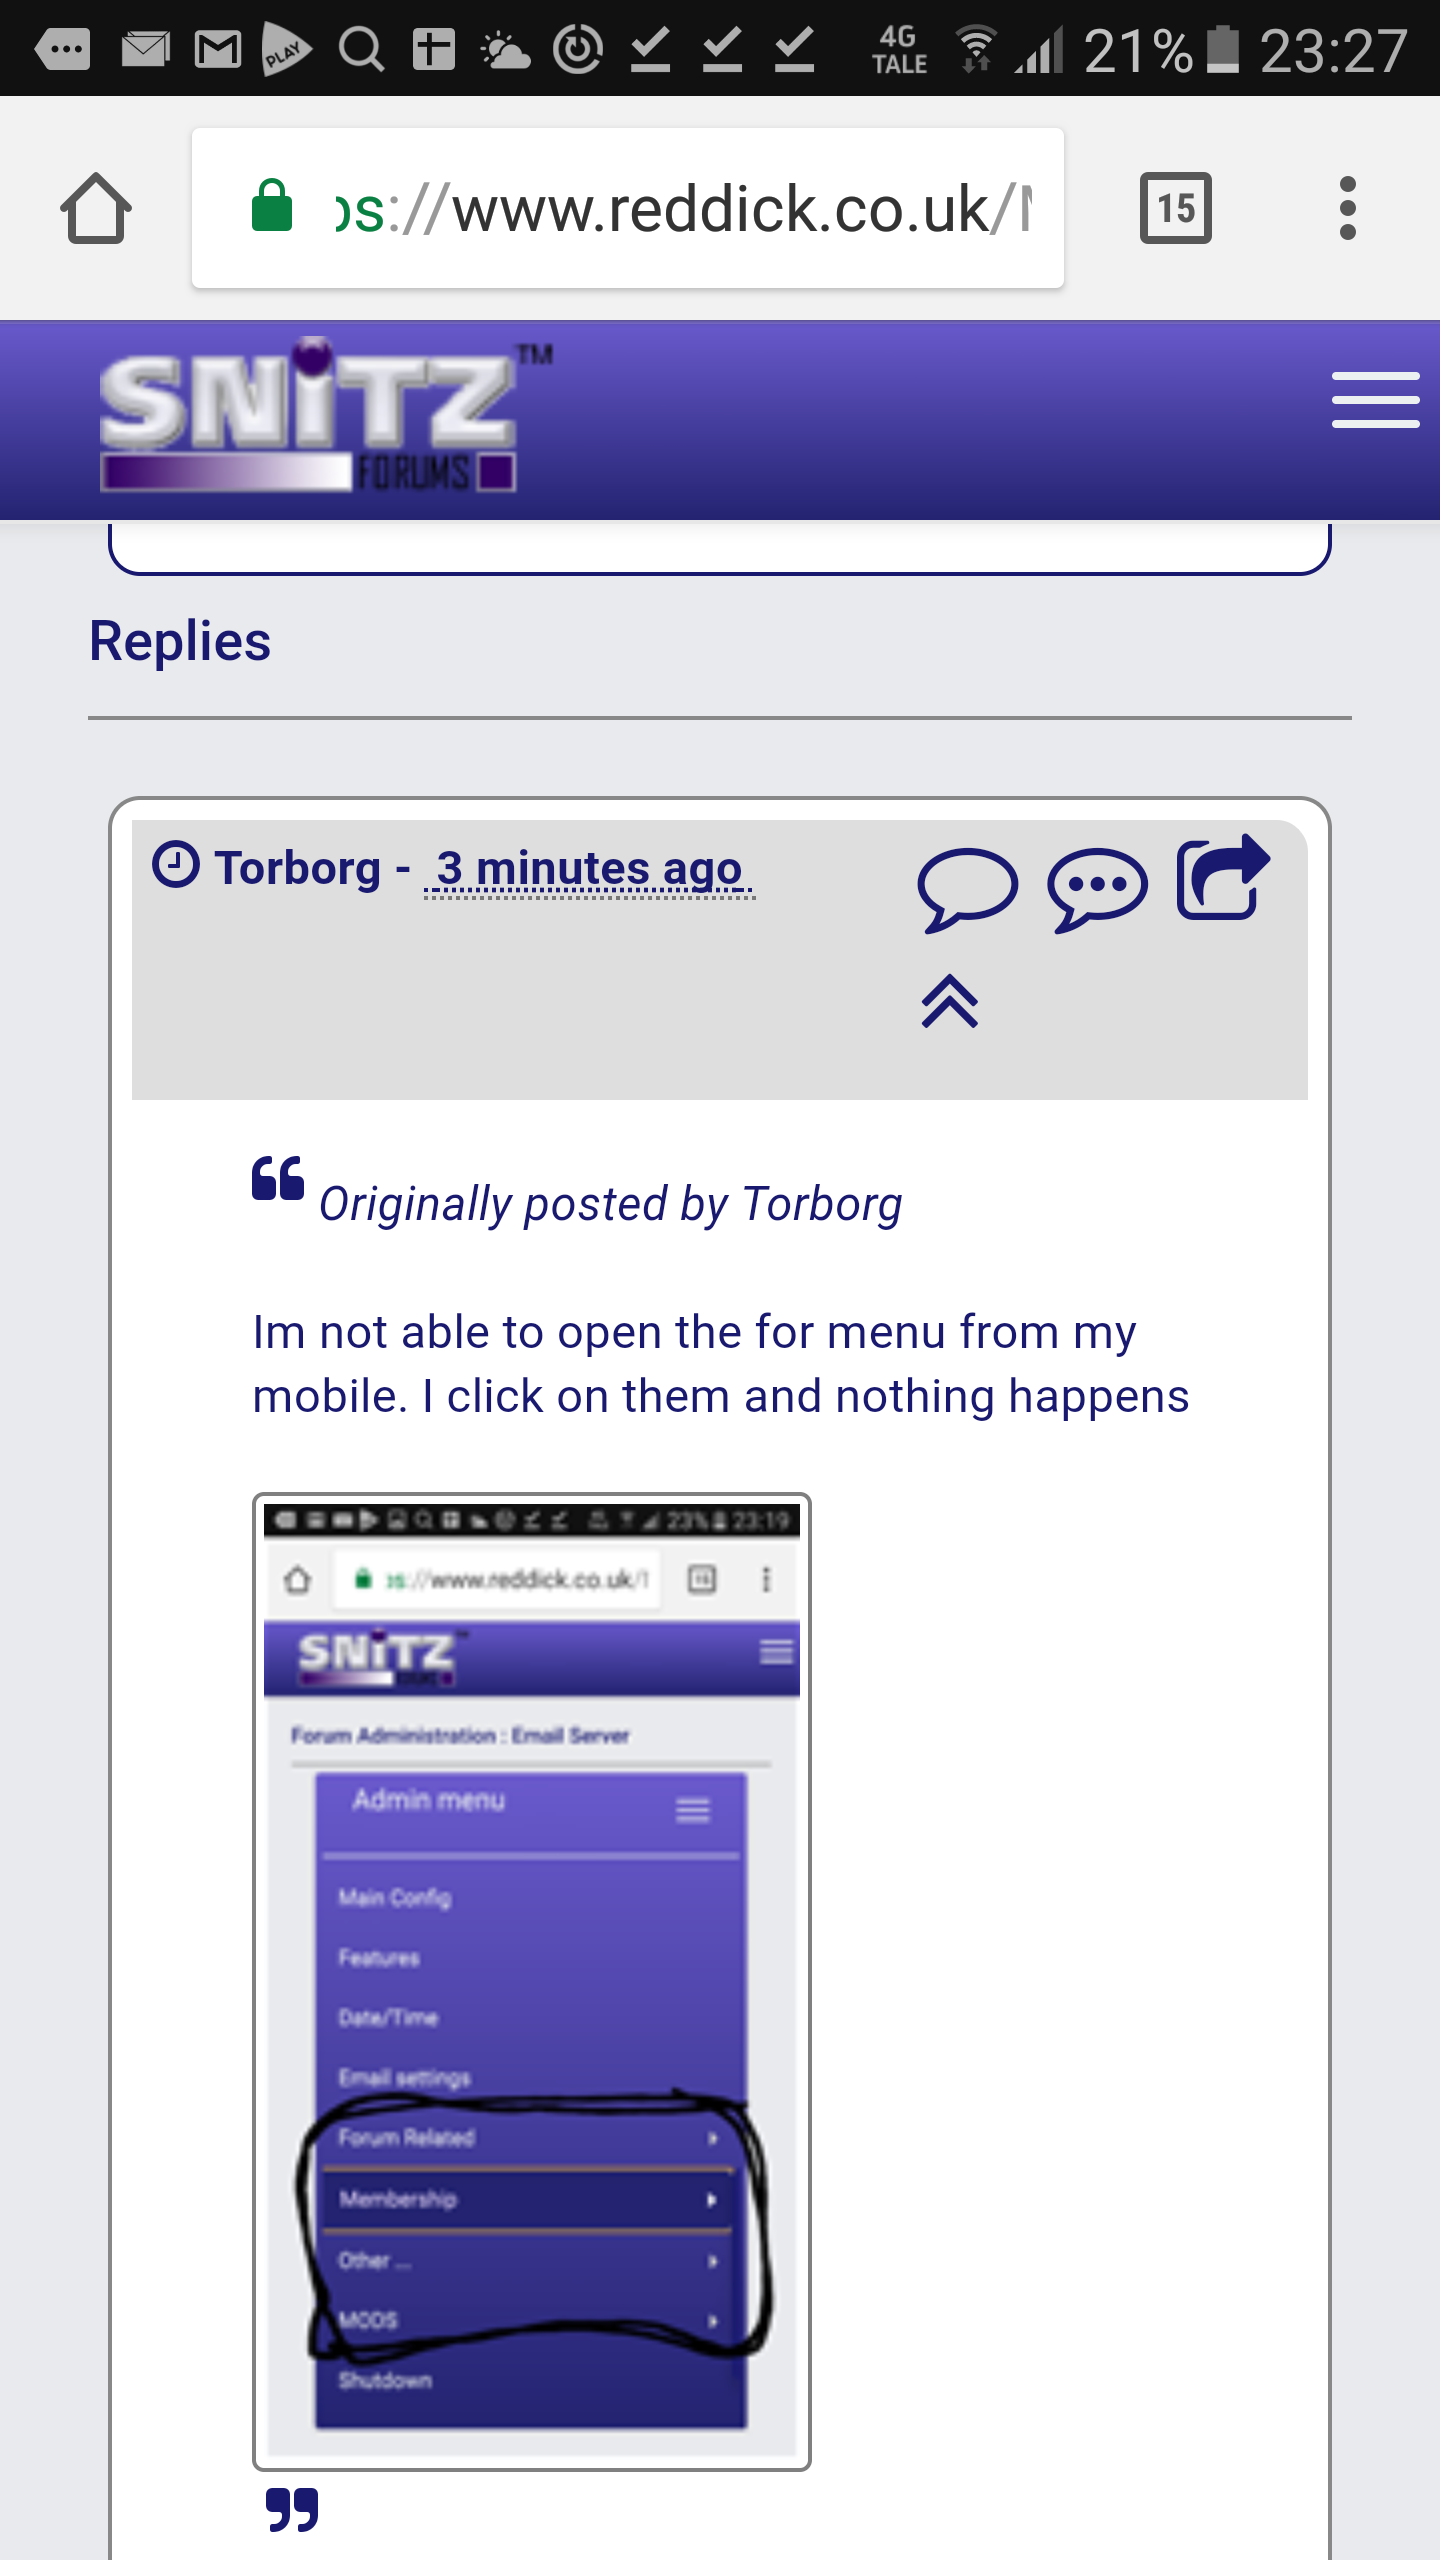 PLAY
4G
TALE
21%
23:27
ps://www.reddick.co.uk/
15
SNiTZ™
FORUMS
Replies
Torborg - 3 minutes ago
Originally posted by Torborg
Im not able to open the for menu from my
mobile. I click on them and nothing happens
23% 23:19
os://www.reddick.co.uk/
SNiTZ
Forum Administration : Email Server
Admin menu
Main Config
Features
Date/Time
Email settings
Forum Related
Membership
Other ...
MODS
Shutdown